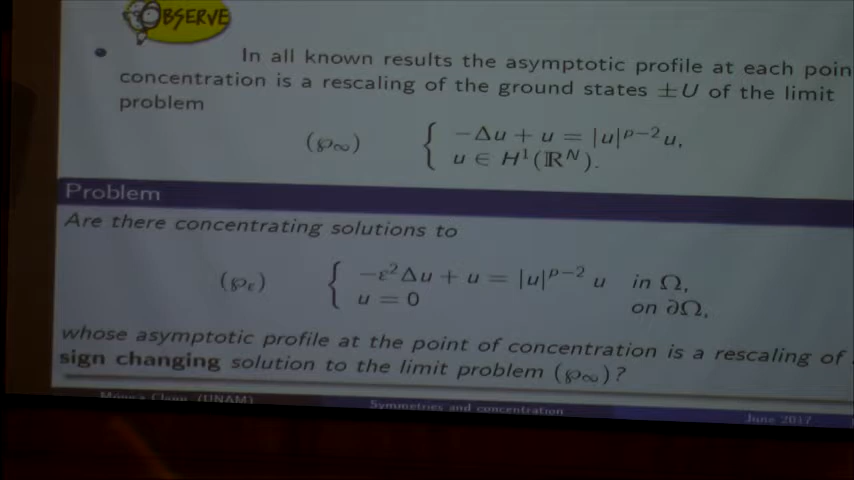 OBSERVE
In all known results the asymptotic profile at each poin
concentration is a rescaling of the ground states ±U of the limit
problem
(℘∞) { −Δu + u = |u|^{p−2}u,
u ∈ H¹(ℝᴺ).
Problem
Are there concentrating solutions to
(℘ε) { −ε²Δu + u = |u|^{p−2} u in Ω,
u = 0 on ∂Ω,
whose asymptotic profile at the point of concentration is a rescaling of
sign changing solution to the limit problem (℘∞)?
Mónica Clapp (UNAM) Symmetries and concentration June 2017